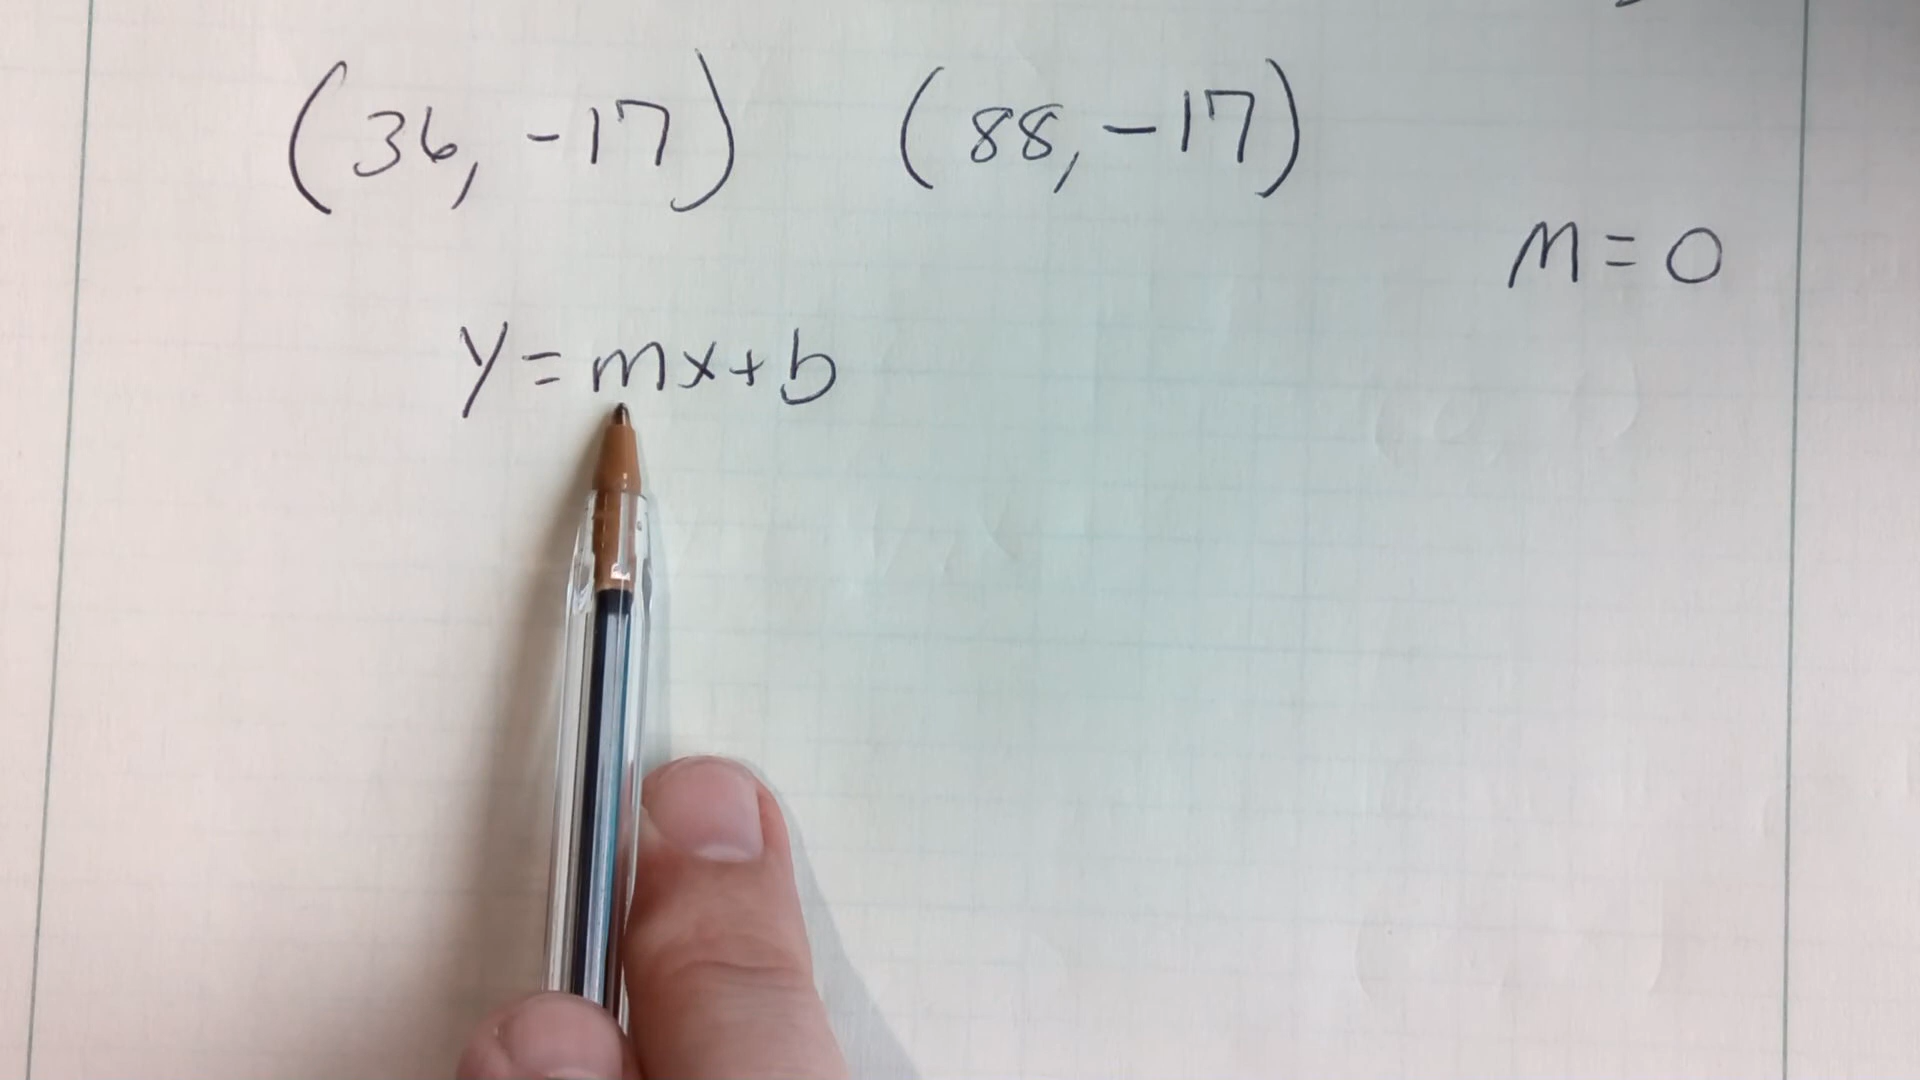 (36, -17) (88, -17)
m = 0
y = mx + b